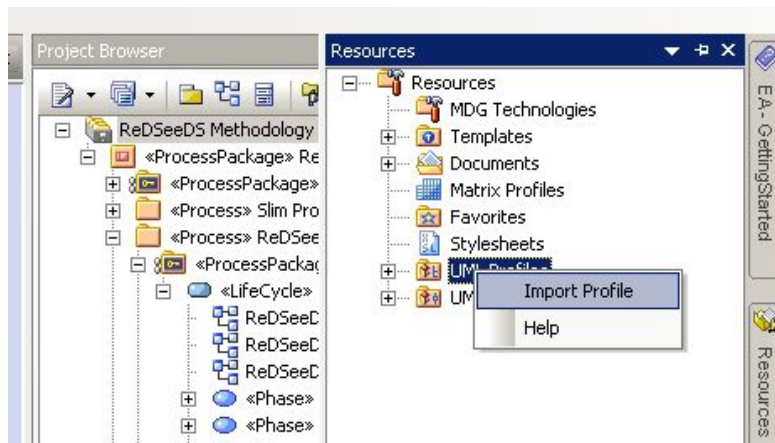 Project Browser
ReDSeeDS Methodology
«ProcessPackage» Re
«ProcessPackage»
«Process» Slim Pro
«Process» ReDSee
«ProcessPackag
«LifeCycle»
ReDSeeD
ReDSeeD
ReDSeeD
«Phase»
«Phase»
Resources
Resources
MDG Technologies
Templates
Documents
Matrix Profiles
Favorites
Stylesheets
UML Profiles
UM
Import Profile
Help
EA - GettingStarted
Resources